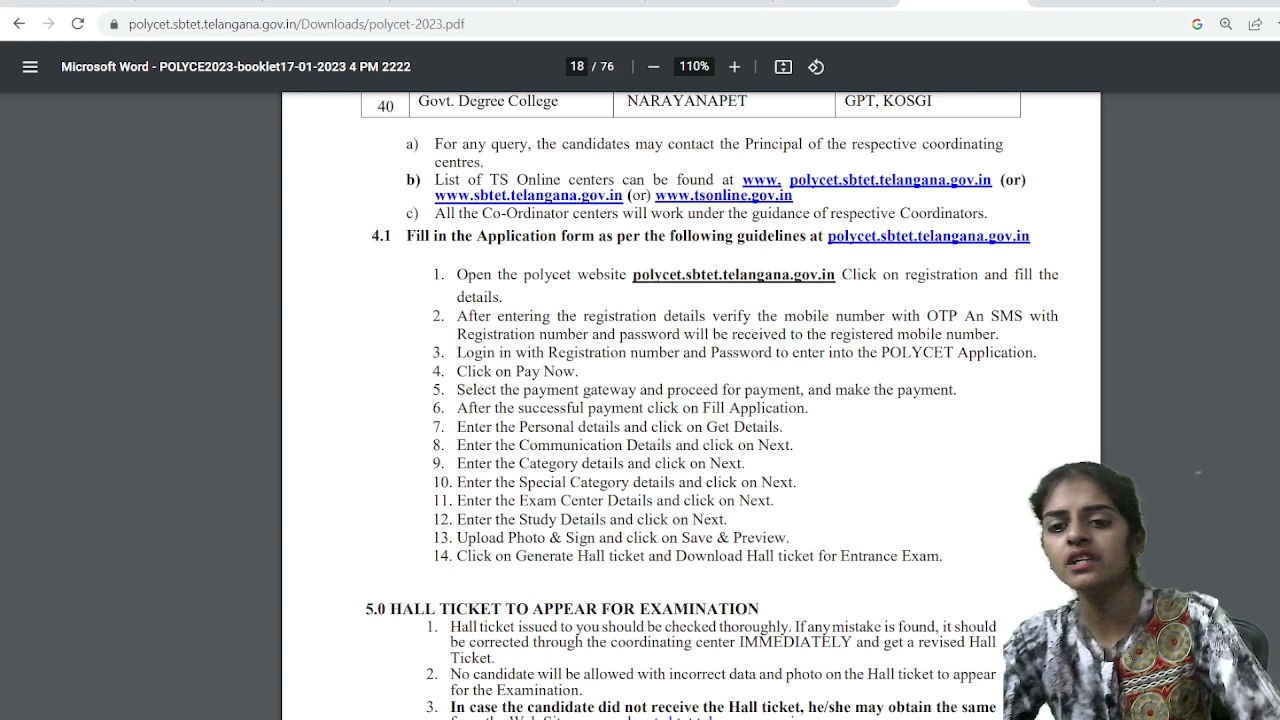 polycet.sbtet.telangana.gov.in/Downloads/polycet-2023.pdf
Microsoft Word - POLYCE2023-booklet17-01-2023 4 PM 2222
18 / 76
110%
40 Govt. Degree College NARAYANAPET GPT, KOSGI
a) For any query, the candidates may contact the Principal of the respective coordinating
centres.
b) List of TS Online centers can be found at www. polycet.sbtet.telangana.gov.in (or)
www.sbtet.telangana.gov.in (or) www.tsonline.gov.in
c) All the Co-Ordinator centers will work under the guidance of respective Coordinators.
4.1 Fill in the Application form as per the following guidelines at polycet.sbtet.telangana.gov.in
1. Open the polycet website polycet.sbtet.telangana.gov.in Click on registration and fill the
details.
2. After entering the registration details verify the mobile number with OTP An SMS with
Registration number and password will be received to the registered mobile number.
3. Login in with Registration number and Password to enter into the POLYCET Application.
4. Click on Pay Now.
5. Select the payment gateway and proceed for payment, and make the payment.
6. After the successful payment click on Fill Application.
7. Enter the Personal details and click on Get Details.
8. Enter the Communication Details and click on Next.
9. Enter the Category details and click on Next.
10. Enter the Special Category details and click on Next.
11. Enter the Exam Center Details and click on Next.
12. Enter the Study Details and click on Next.
13. Upload Photo & Sign and click on Save & Preview.
14. Click on Generate Hall ticket and Download Hall ticket for Entrance Exam.
5.0 HALL TICKET TO APPEAR FOR EXAMINATION
1. Hall ticket issued to you should be checked thoroughly. If any mistake is found, it should
be corrected through the coordinating center IMMEDIATELY and get a revised Hall
Ticket.
2. No candidate will be allowed with incorrect data and photo on the Hall ticket to appear
for the Examination.
3. In case the candidate did not receive the Hall ticket, he/she may obtain the same